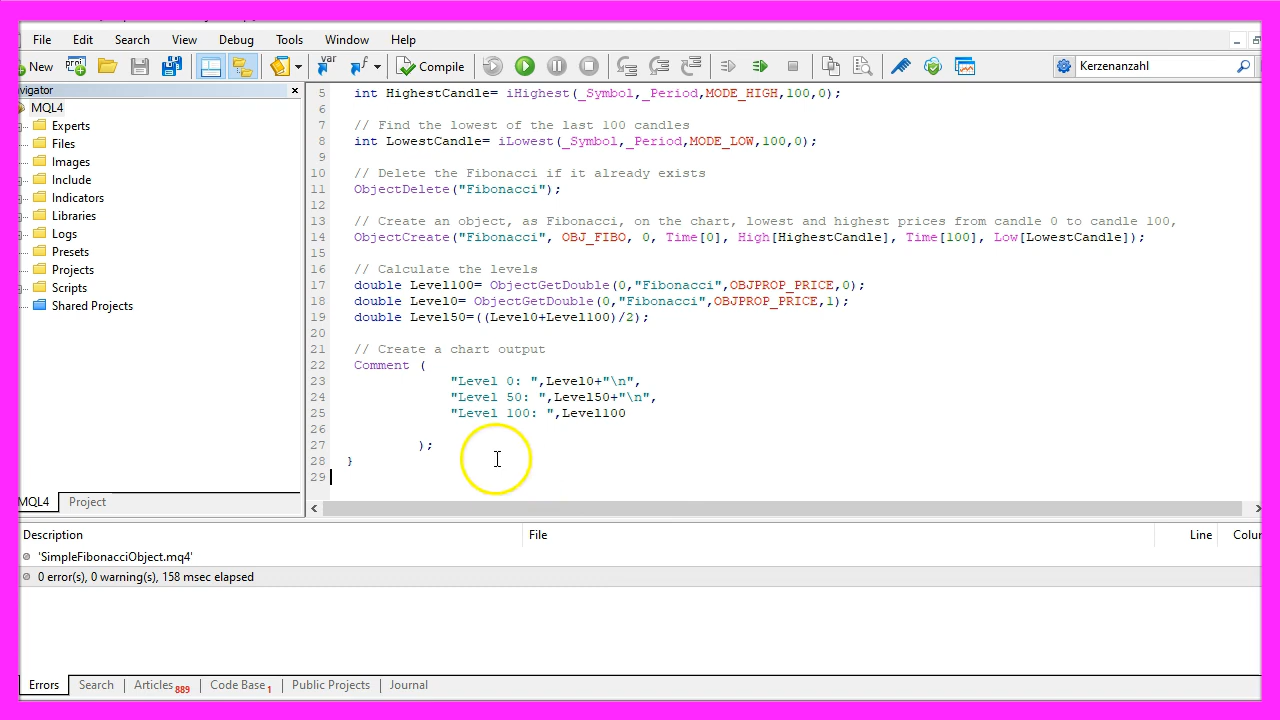 File Edit Search View Debug Tools Window Help
New Compile Kerzenanzahl
avigator
MQL4
Experts
Files
Images
Include
Indicators
Libraries
Logs
Presets
Projects
Scripts
Shared Projects
MQL4 Project
5 int HighestCandle= iHighest(_Symbol,_Period,MODE_HIGH,100,0);
6
7 // Find the lowest of the last 100 candles
8 int LowestCandle= iLowest(_Symbol,_Period,MODE_LOW,100,0);
9
10 // Delete the Fibonacci if it already exists
11 ObjectDelete("Fibonacci");
12
13 // Create an object, as Fibonacci, on the chart, lowest and highest prices from candle 0 to candle 100,
14 ObjectCreate("Fibonacci", OBJ_FIBO, 0, Time[0], High[HighestCandle], Time[100], Low[LowestCandle]);
15
16 // Calculate the levels
17 double Level100= ObjectGetDouble(0,"Fibonacci",OBJPROP_PRICE,0);
18 double Level0= ObjectGetDouble(0,"Fibonacci",OBJPROP_PRICE,1);
19 double Level50=((Level0+Level100)/2);
20
21 // Create a chart output
22 Comment (
23 "Level 0: ",Level0+"\n",
24 "Level 50: ",Level50+"\n",
25 "Level 100: ",Level100
26
27 );
28 }
29
Description File Line Colur
'SimpleFibonacciObject.mq4'
0 error(s), 0 warning(s), 158 msec elapsed
Errors Search Articles 889 Code Base 1 Public Projects Journal